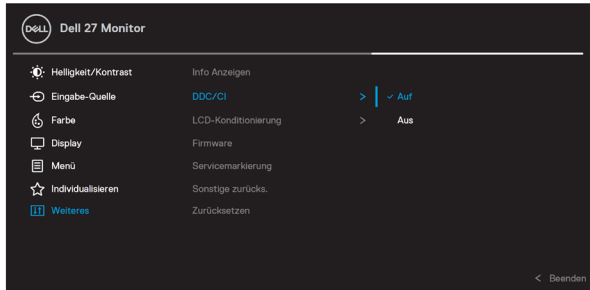 DELL Dell 27 Monitor
Helligkeit/Kontrast Info Anzeigen
Eingabe-Quelle DDC/CI > ✓ Auf
Farbe LCD-Konditionierung > Aus
Display Firmware
Menü Servicemarkierung
Individualisieren Sonstige zurücks.
Weiteres Zurücksetzen
< Beenden